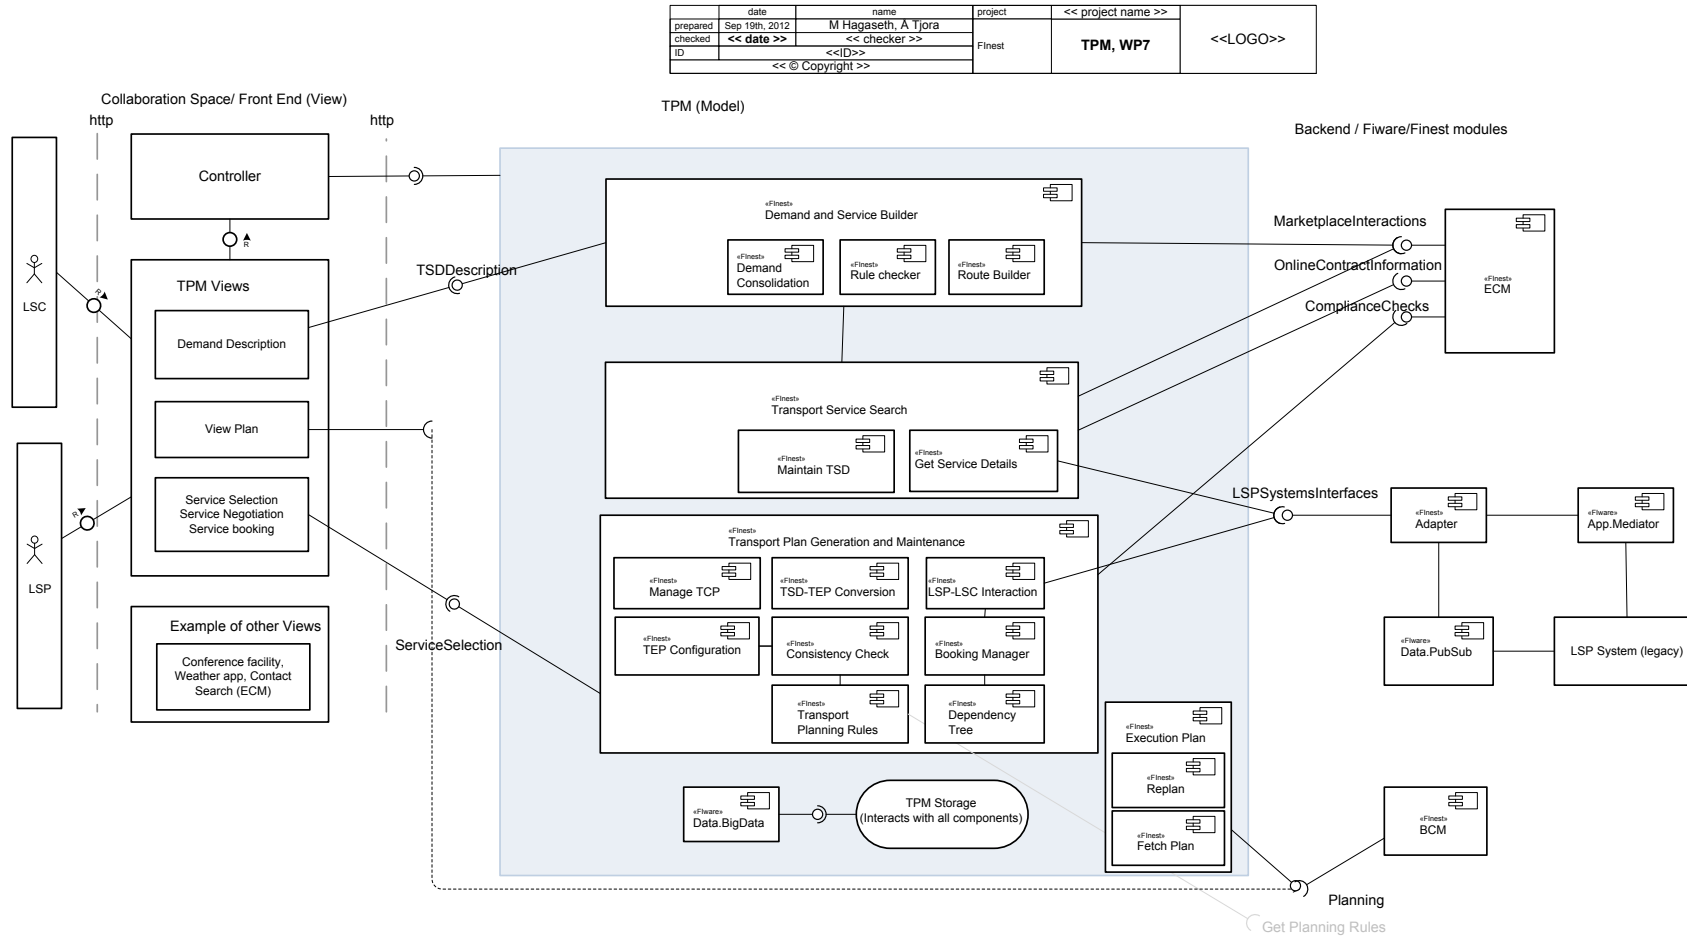 date name project << project name >>
prepared Sep 19th, 2012 M Hagaseth, Å Tjora
checked << date >> << checker >>
FInest TPM, WP7 <<LOGO>>
ID <<ID>>
<< © Copyright >>
Collaboration Space/ Front End (View)
TPM (Model)
Backend / Fiware/Finest modules
http
http
Controller
R
LSC
R
LSP
R
TPM Views
Demand Description
View Plan
Service Selection
Service Negotiation
Service booking
Example of other Views
Conference facility,
Weather app, Contact
Search (ECM)
TSDDescription
ServiceSelection
«FInest»
Demand and Service Builder
«FInest»
Demand
Consolidation
«FInest»
Rule checker
«FInest»
Route Builder
«FInest»
Transport Service Search
«FInest»
Maintain TSD
«FInest»
Get Service Details
«FInest»
Transport Plan Generation and Maintenance
«FInest»
Manage TCP
«FInest»
TSD-TEP Conversion
«FInest»
LSP-LSC Interaction
«FInest»
TEP Configuration
«FInest»
Consistency Check
«FInest»
Booking Manager
«FInest»
Transport
Planning Rules
«FInest»
Dependency
Tree
«FInest»
Execution Plan
«FInest»
Replan
«FInest»
Fetch Plan
«FIware»
Data.BigData
TPM Storage
(Interacts with all components)
MarketplaceInteractions
OnlineContractInformation
ComplianceChecks
«FInest»
ECM
LSPSystemsInterfaces
«FInest»
Adapter
«FIware»
App.Mediator
«FIware»
Data.PubSub
LSP System (legacy)
«FInest»
BCM
Planning
Get Planning Rules